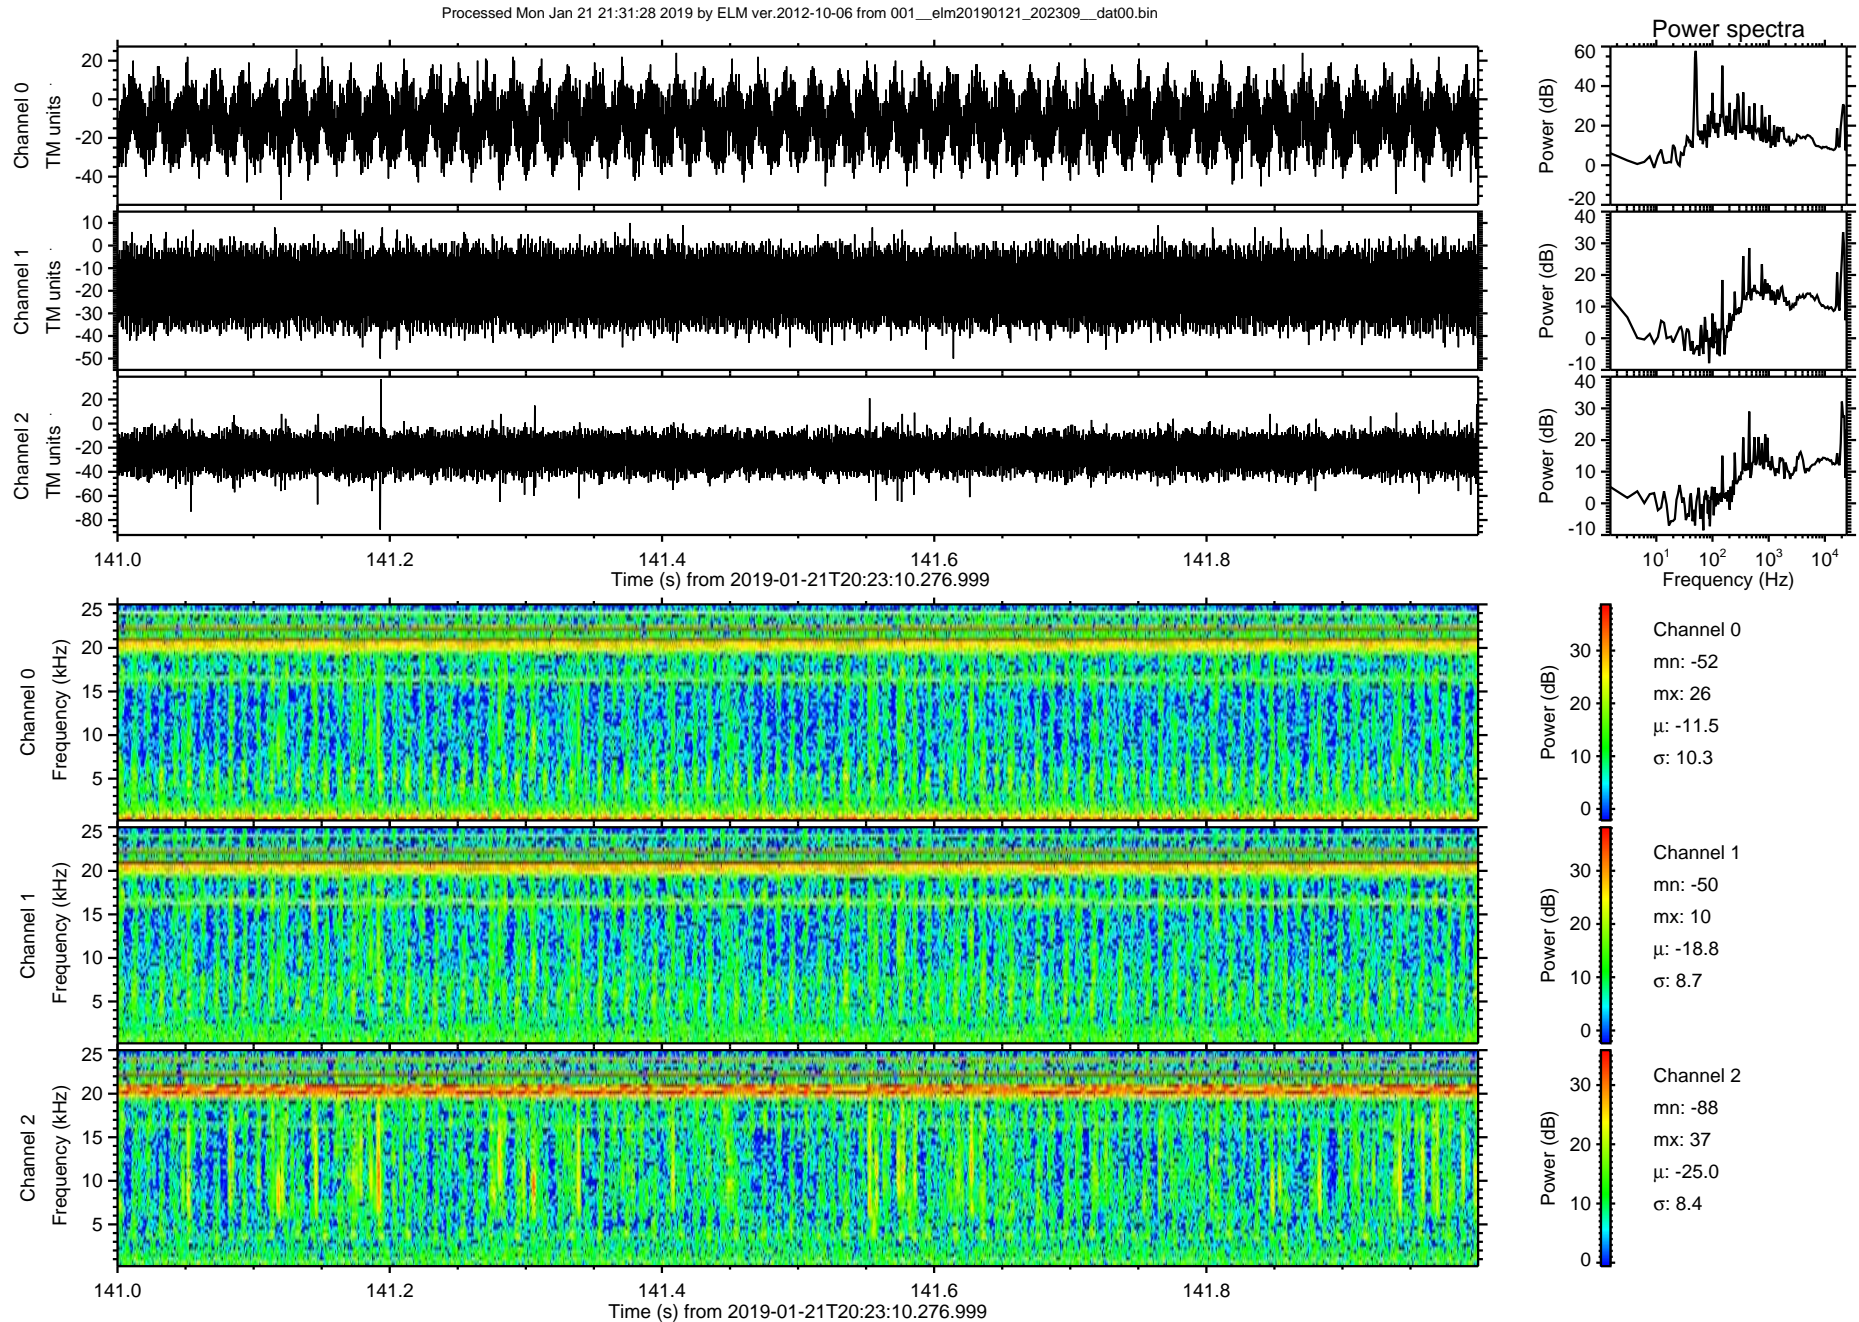 Processed Mon Jan 21 21:31:28 2019 by ELM ver.2012-10-06 from 001__elm20190121_202309__dat00.bin
Power spectra
Channel 0
TM units
20
0
-20
-40
Power (dB)
60
40
20
0
-20
Channel 1
TM units
10
0
-10
-20
-30
-40
-50
Power (dB)
40
30
20
10
0
-10
Channel 2
TM units
20
0
-20
-40
-60
-80
Power (dB)
40
30
20
10
0
-10
141.0 141.2 141.4 141.6 141.8
Time (s) from 2019-01-21T20:23:10.276.999
10¹ 10² 10³ 10⁴
Frequency (Hz)
Channel 0
Frequency (kHz)
25
20
15
10
5
Power (dB)
30
20
10
0
Channel 0
mn: -52
mx: 26
µ: -11.5
σ: 10.3
Channel 1
Frequency (kHz)
25
20
15
10
5
Power (dB)
30
20
10
0
Channel 1
mn: -50
mx: 10
µ: -18.8
σ: 8.7
Channel 2
Frequency (kHz)
25
20
15
10
5
Power (dB)
30
20
10
0
Channel 2
mn: -88
mx: 37
µ: -25.0
σ: 8.4
141.0 141.2 141.4 141.6 141.8
Time (s) from 2019-01-21T20:23:10.276.999